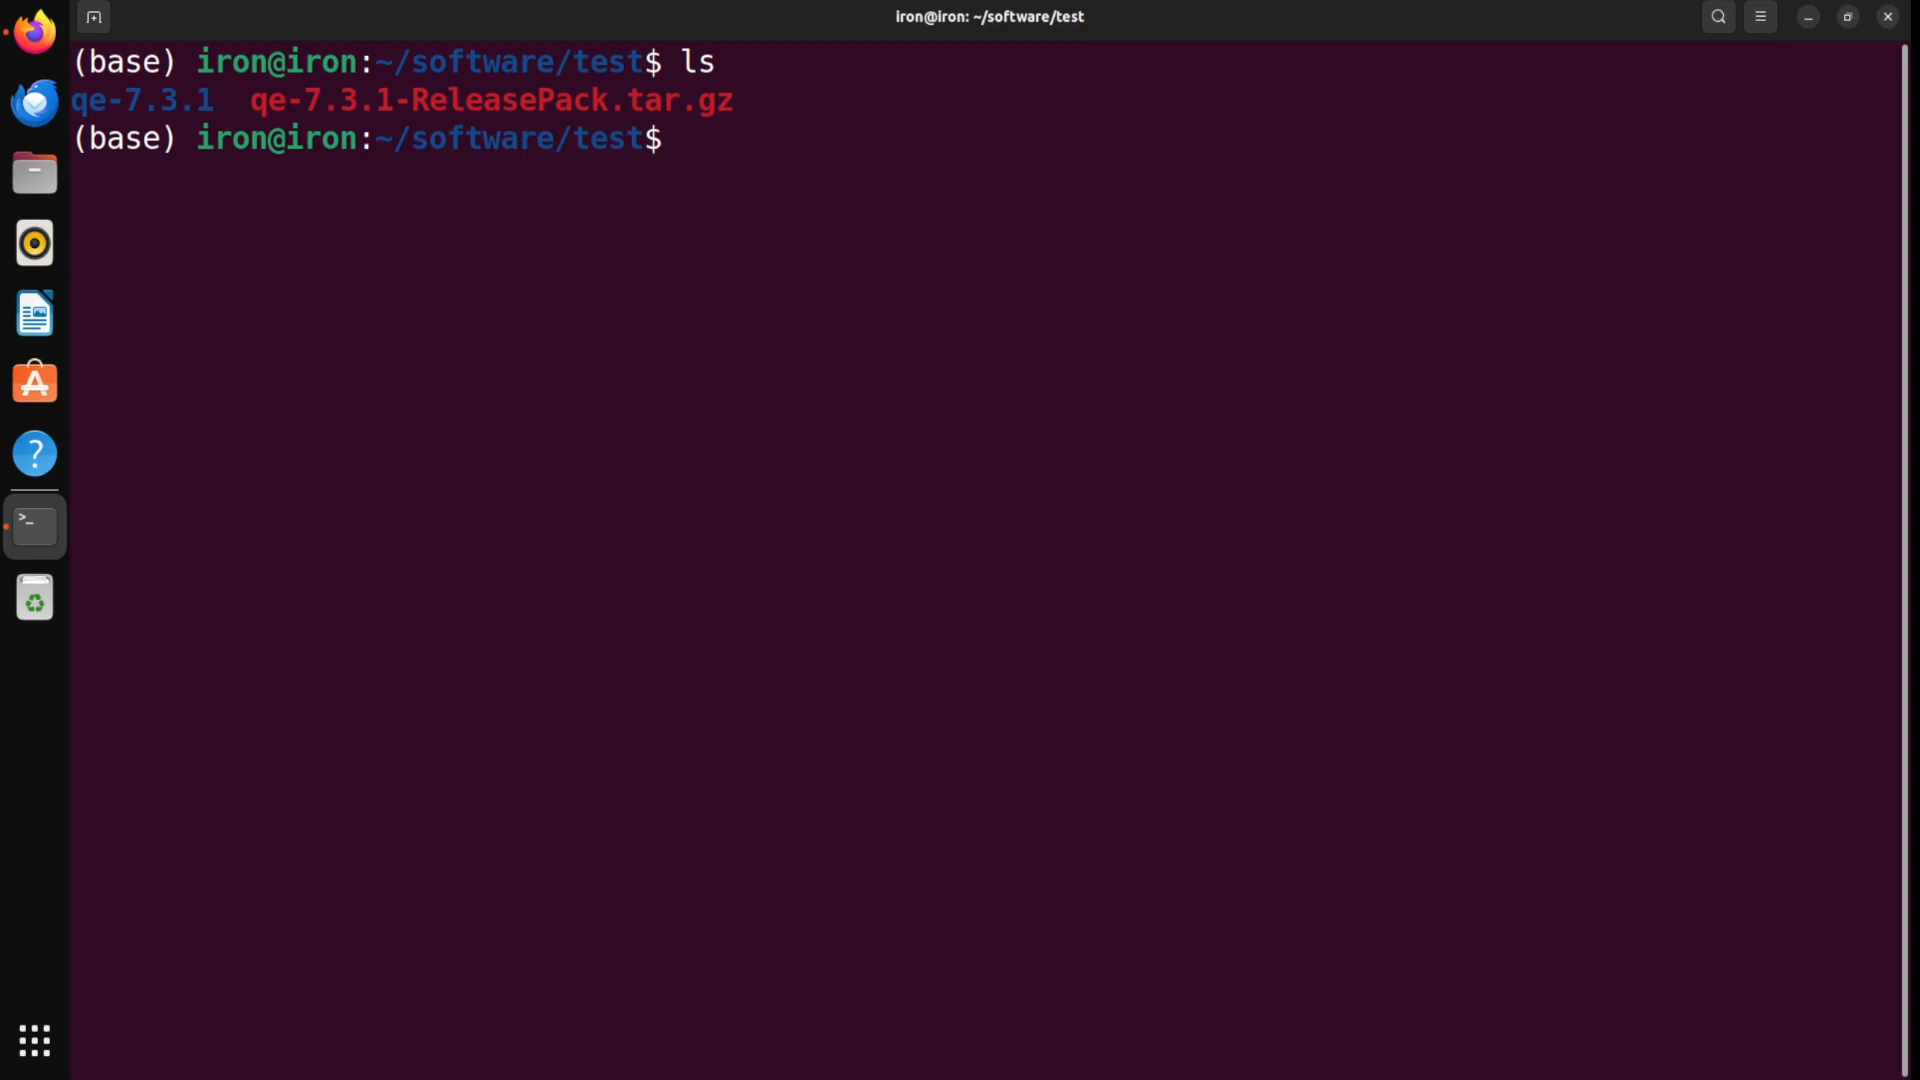 iron@iron: ~/software/test
(base) iron@iron:~/software/test$ ls
qe-7.3.1  qe-7.3.1-ReleasePack.tar.gz
(base) iron@iron:~/software/test$